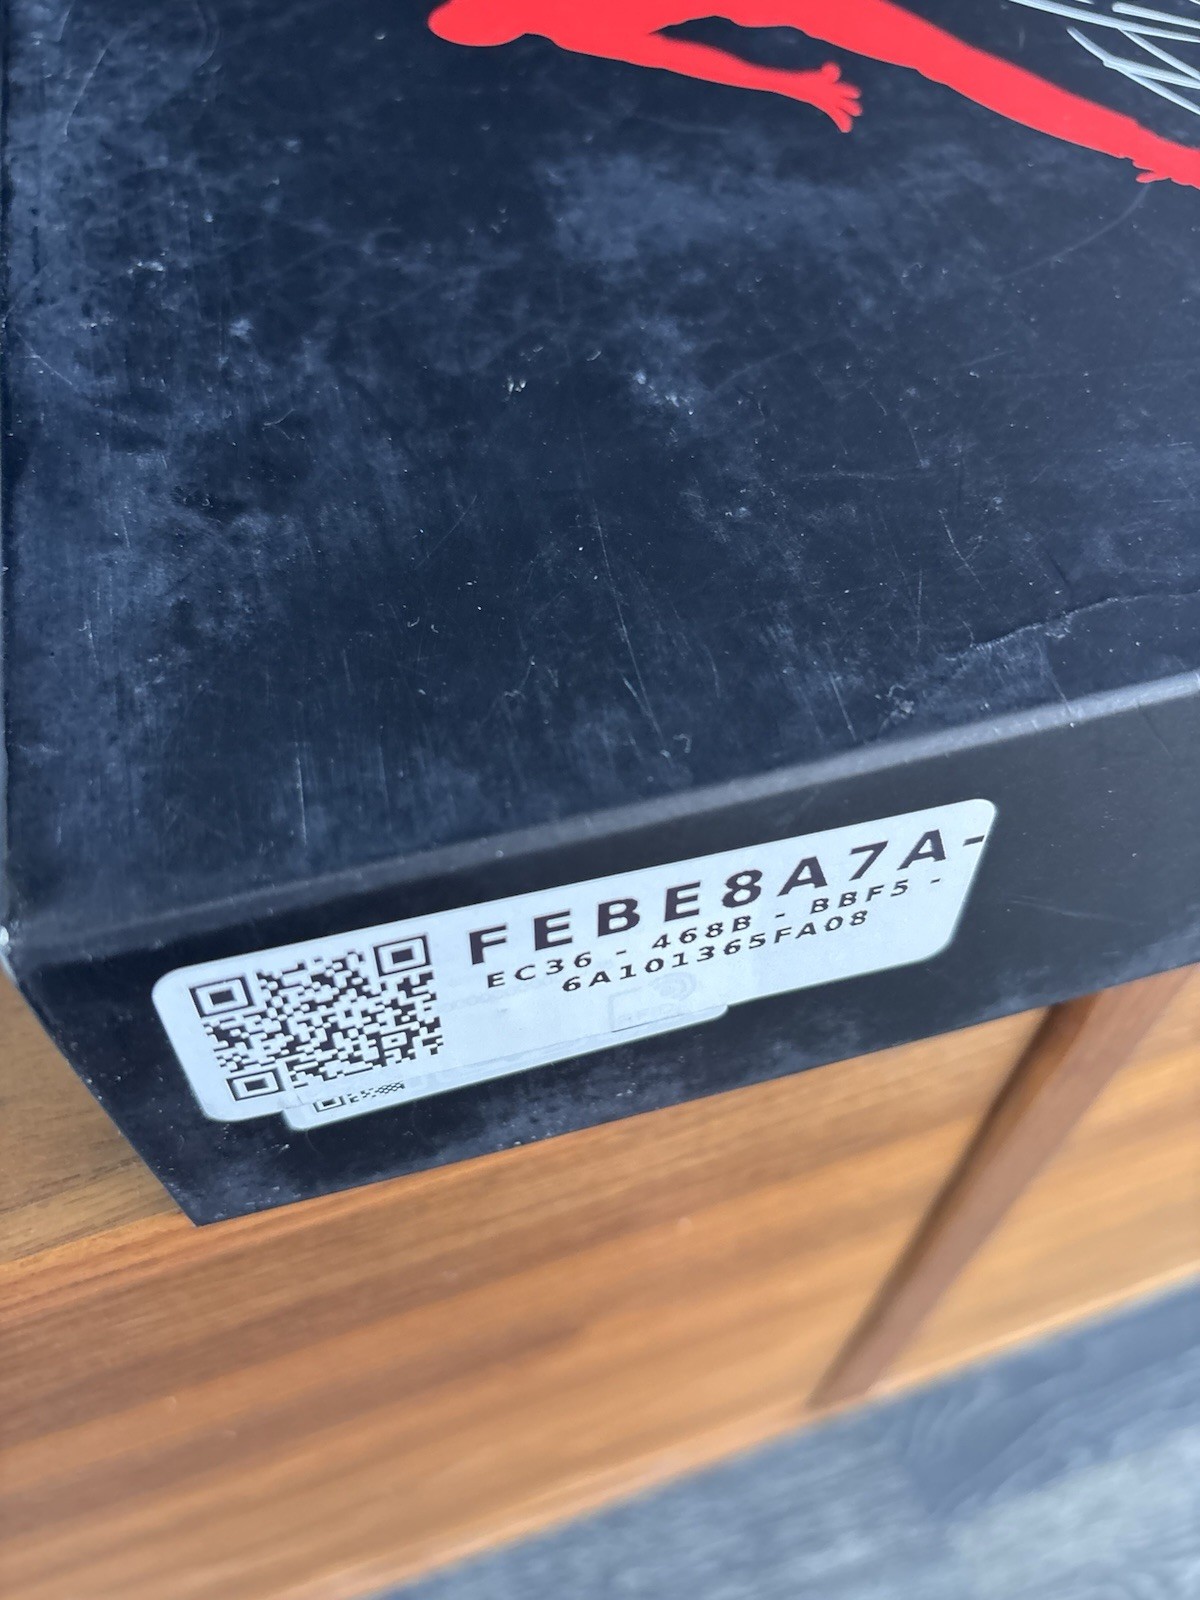 FEBE8A7A-
EC36 - 468B - BBF5 -
6A101365FA08